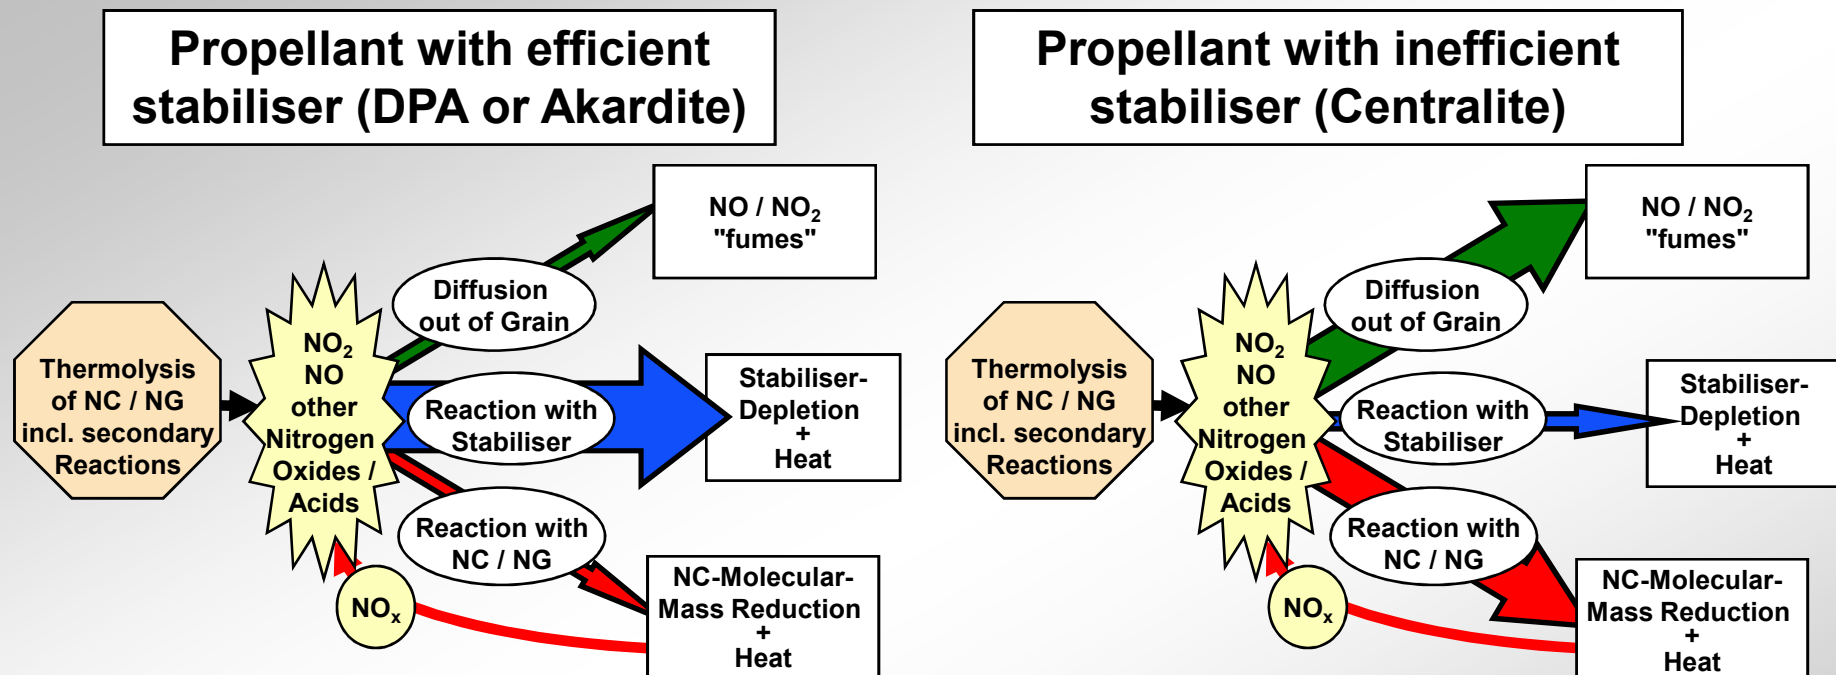 Propellant with efficient
stabiliser (DPA or Akardite)
Thermolysis
of NC / NG
incl. secondary
Reactions
NO₂
NO
other
Nitrogen
Oxides /
Acids
Diffusion
out of Grain
NO / NO₂
"fumes"
Reaction with
Stabiliser
Stabiliser-
Depletion
+
Heat
Reaction with
NC / NG
NC-Molecular-
Mass Reduction
+
Heat
NOₓ
Propellant with inefficient
stabiliser (Centralite)
Thermolysis
of NC / NG
incl. secondary
Reactions
NO₂
NO
other
Nitrogen
Oxides /
Acids
Diffusion
out of Grain
NO / NO₂
"fumes"
Reaction with
Stabiliser
Stabiliser-
Depletion
+
Heat
Reaction with
NC / NG
NC-Molecular-
Mass Reduction
+
Heat
NOₓ